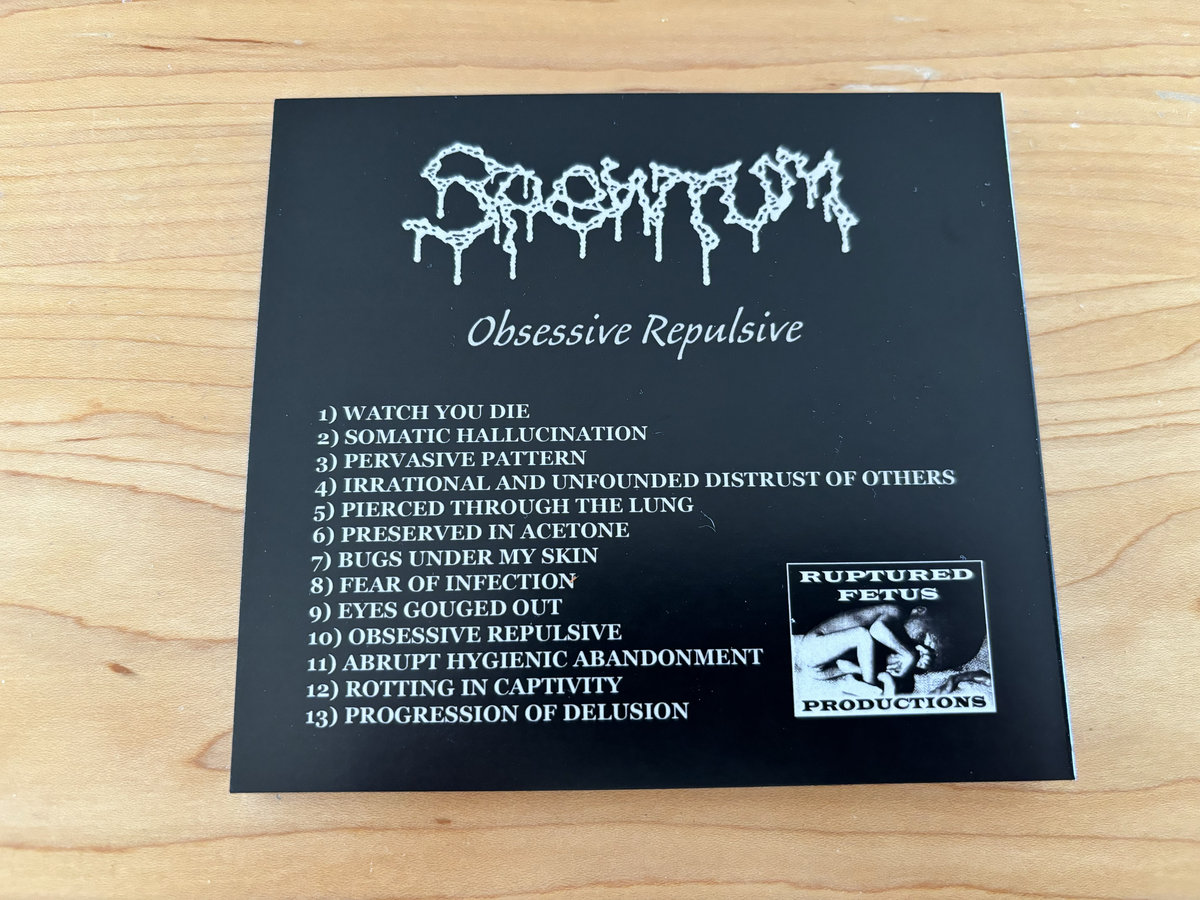 Spewtum
Obsessive Repulsive
1) WATCH YOU DIE
2) SOMATIC HALLUCINATION
3) PERVASIVE PATTERN
4) IRRATIONAL AND UNFOUNDED DISTRUST OF OTHERS
5) PIERCED THROUGH THE LUNG
6) PRESERVED IN ACETONE
7) BUGS UNDER MY SKIN
8) FEAR OF INFECTION
9) EYES GOUGED OUT
10) OBSESSIVE REPULSIVE
11) ABRUPT HYGIENIC ABANDONMENT
12) ROTTING IN CAPTIVITY
13) PROGRESSION OF DELUSION
RUPTURED
FETUS
PRODUCTIONS